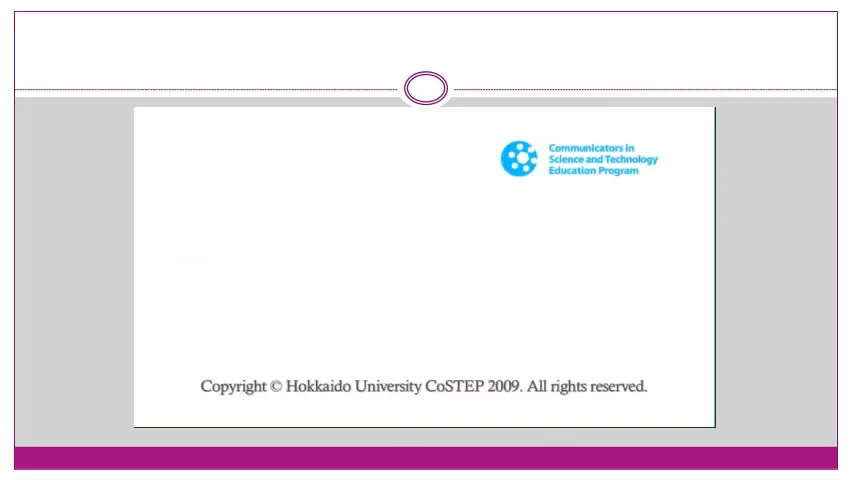 Communicators in
Science and Technology
Education Program
Copyright © Hokkaido University CoSTEP 2009. All rights reserved.